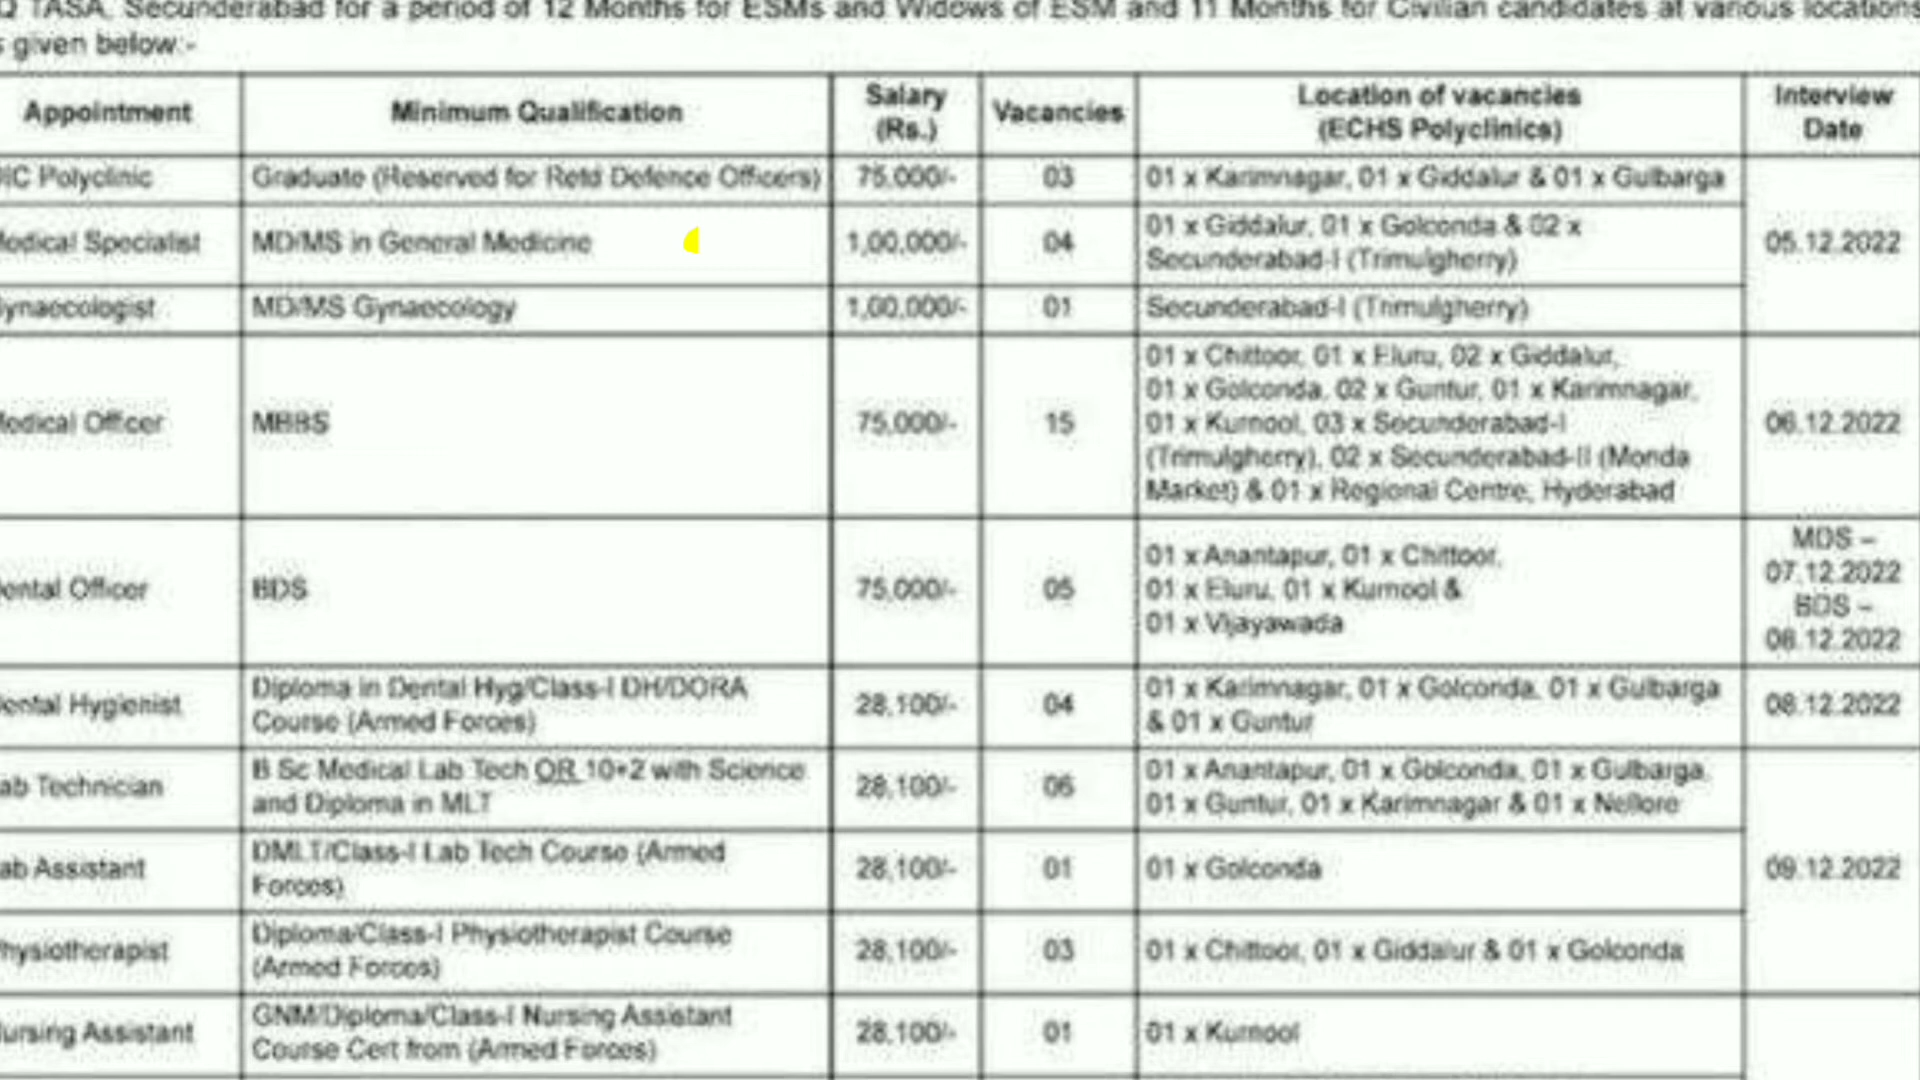 Q TASA, Secunderabad for a period of 12 Months for ESMs and Widows of ESM and 11 Months for Civilian candidates at various locations
s given below:-
Appointment Minimum Qualification Salary (Rs.) Vacancies Location of vacancies (ECHS Polyclinics) Interview Date
IC Polyclinic Graduate (Reserved for Retd Defence Officers) 75,000/- 03 01 x Karimnagar, 01 x Giddalur & 01 x Gulbarga
edical Specialist MD/MS in General Medicine 1,00,000/- 04 01 x Giddalur, 01 x Golconda & 02 x
Secunderabad-I (Trimulgherry)
05.12.2022
ynaecologist MD/MS Gynaecology 1,00,000/- 01 Secunderabad-I (Trimulgherry)
edical Officer MBBS 75,000/- 15 01 x Chittoor, 01 x Eluru, 02 x Giddalur,
01 x Golconda, 02 x Guntur, 01 x Karimnagar,
01 x Kurnool, 03 x Secunderabad-I
(Trimulgherry), 02 x Secunderabad-II (Monda
Market) & 01 x Regional Centre, Hyderabad
06.12.2022
ental Officer BDS 75,000/- 05 01 x Anantapur, 01 x Chittoor,
01 x Eluru, 01 x Kurnool &
01 x Vijayawada
MDS –
07.12.2022
BDS –
08.12.2022
ental Hygienist Diploma in Dental Hyg/Class-I DH/DORA
Course (Armed Forces)
28,100/- 04 01 x Karimnagar, 01 x Golconda, 01 x Gulbarga
& 01 x Guntur
08.12.2022
ab Technician B Sc Medical Lab Tech OR 10+2 with Science
and Diploma in MLT
28,100/- 06 01 x Anantapur, 01 x Golconda, 01 x Gulbarga,
01 x Guntur, 01 x Karimnagar & 01 x Nellore
ab Assistant DMLT/Class-I Lab Tech Course (Armed
Forces)
28,100/- 01 01 x Golconda
09.12.2022
hysiotherapist Diploma/Class-I Physiotherapist Course
(Armed Forces)
28,100/- 03 01 x Chittoor, 01 x Giddalur & 01 x Golconda
ursing Assistant GNM/Diploma/Class-I Nursing Assistant
Course Cert from (Armed Forces)
28,100/- 01 01 x Kurnool